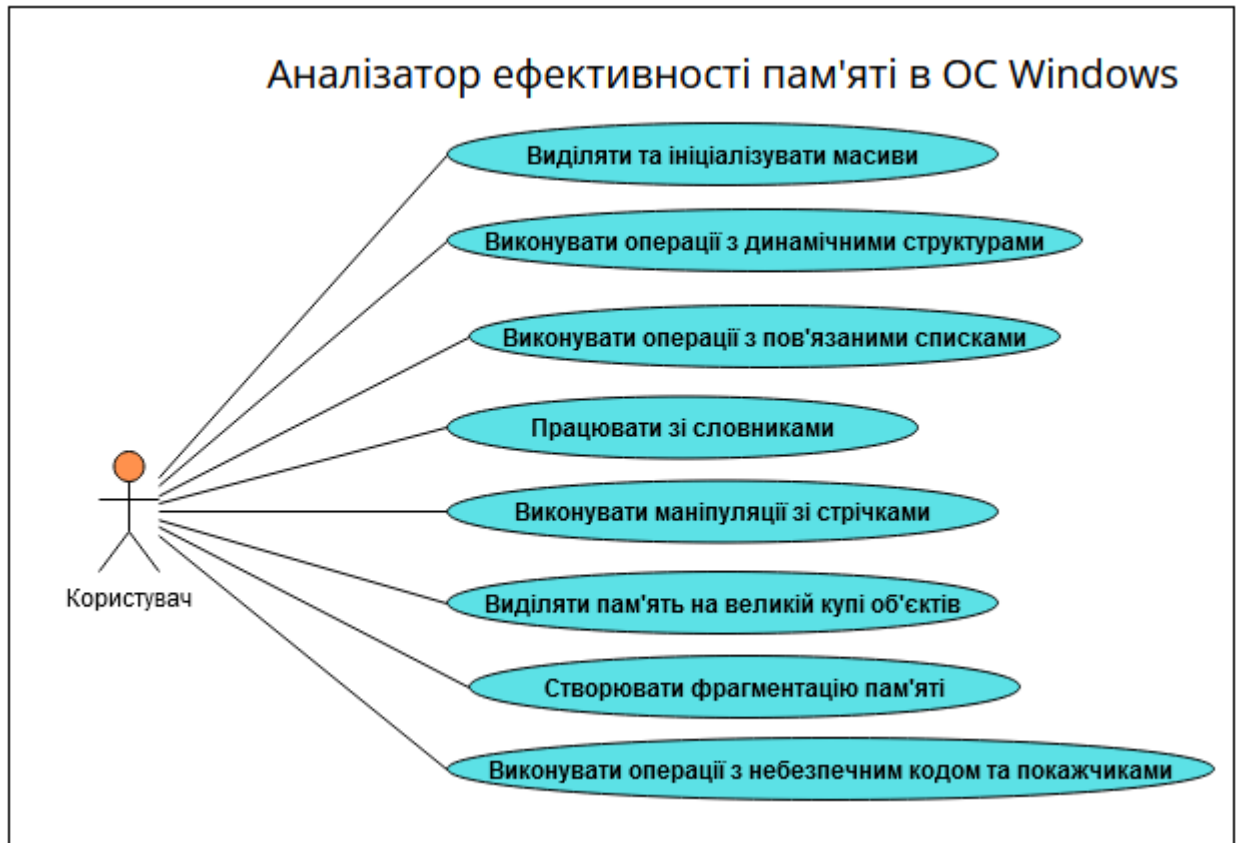 Аналізатор ефективності пам'яті в ОС Windows
Виділяти та ініціалізувати масиви
Виконувати операції з динамічними структурами
Виконувати операції з пов'язаними списками
Працювати зі словниками
Виконувати маніпуляції зі стрічками
Виділяти пам'ять на великій купі об'єктів
Створювати фрагментацію пам'яті
Виконувати операції з небезпечним кодом та покажчиками
Користувач